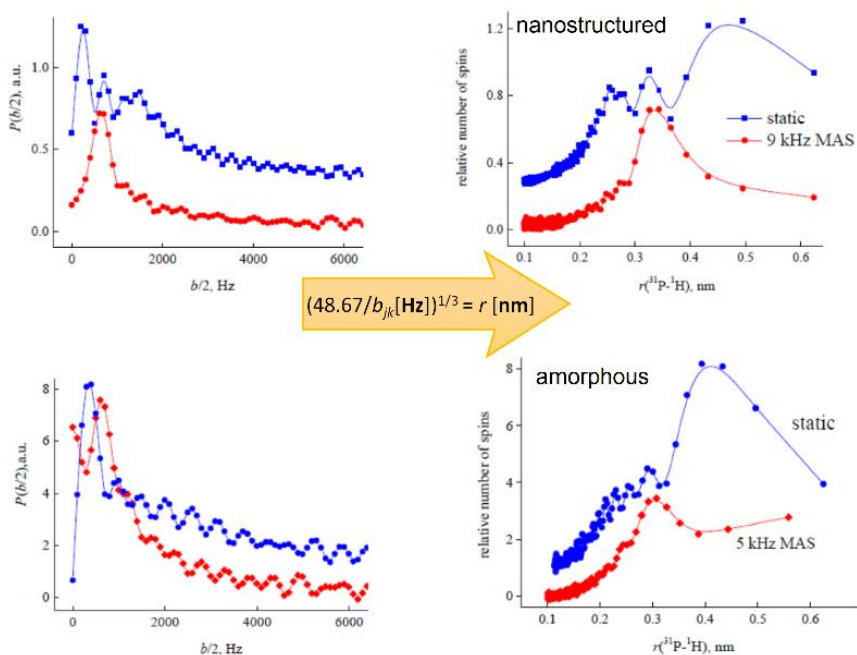 nanostructured
P(b/2), a.u.
1.0
0.5
0.0
0 2000 4000 6000
b/2, Hz
relative number of spins
1.2
0.8
0.4
0.0
static
9 kHz MAS
0.1 0.2 0.3 0.4 0.5 0.6
r(³¹P-¹H), nm
(48.67/b_jk[Hz])^1/3 = r [nm]
P(b/2),a.u.
8
6
4
2
0
0 2000 4000 6000
b/2, Hz
amorphous
relative number of spins
8
6
4
2
0
static
5 kHz MAS
0.1 0.2 0.3 0.4 0.5 0.6
r(³¹P-¹H), nm